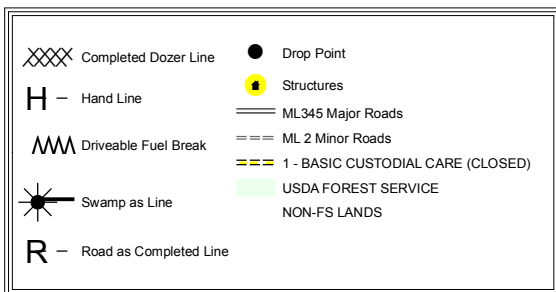 Completed Dozer Line
H – Hand Line
Driveable Fuel Break
Swamp as Line
R – Road as Completed Line
Drop Point
Structures
ML345 Major Roads
ML 2 Minor Roads
1 - BASIC CUSTODIAL CARE (CLOSED)
USDA FOREST SERVICE
NON-FS LANDS